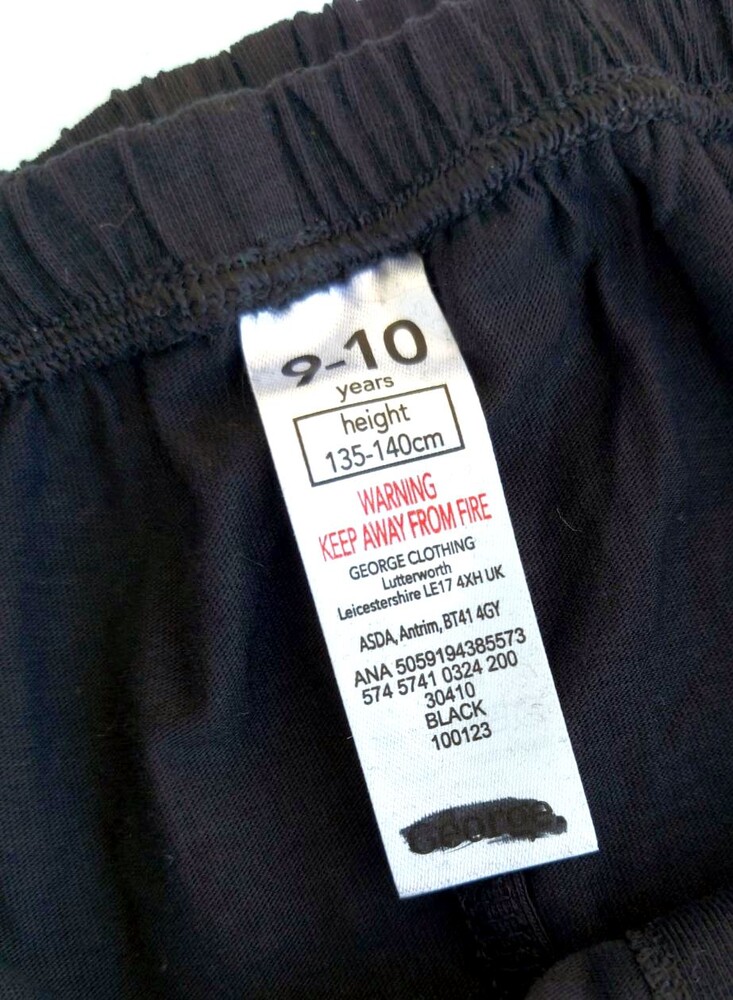 9-10
years
height
135-140cm
WARNING
KEEP AWAY FROM FIRE
GEORGE CLOTHING
Lutterworth
Leicestershire LE17 4XH UK
ASDA, Antrim, BT41 4GY
ANA 5059194385573
574 5741 0324 200
30410
BLACK
100123
George.